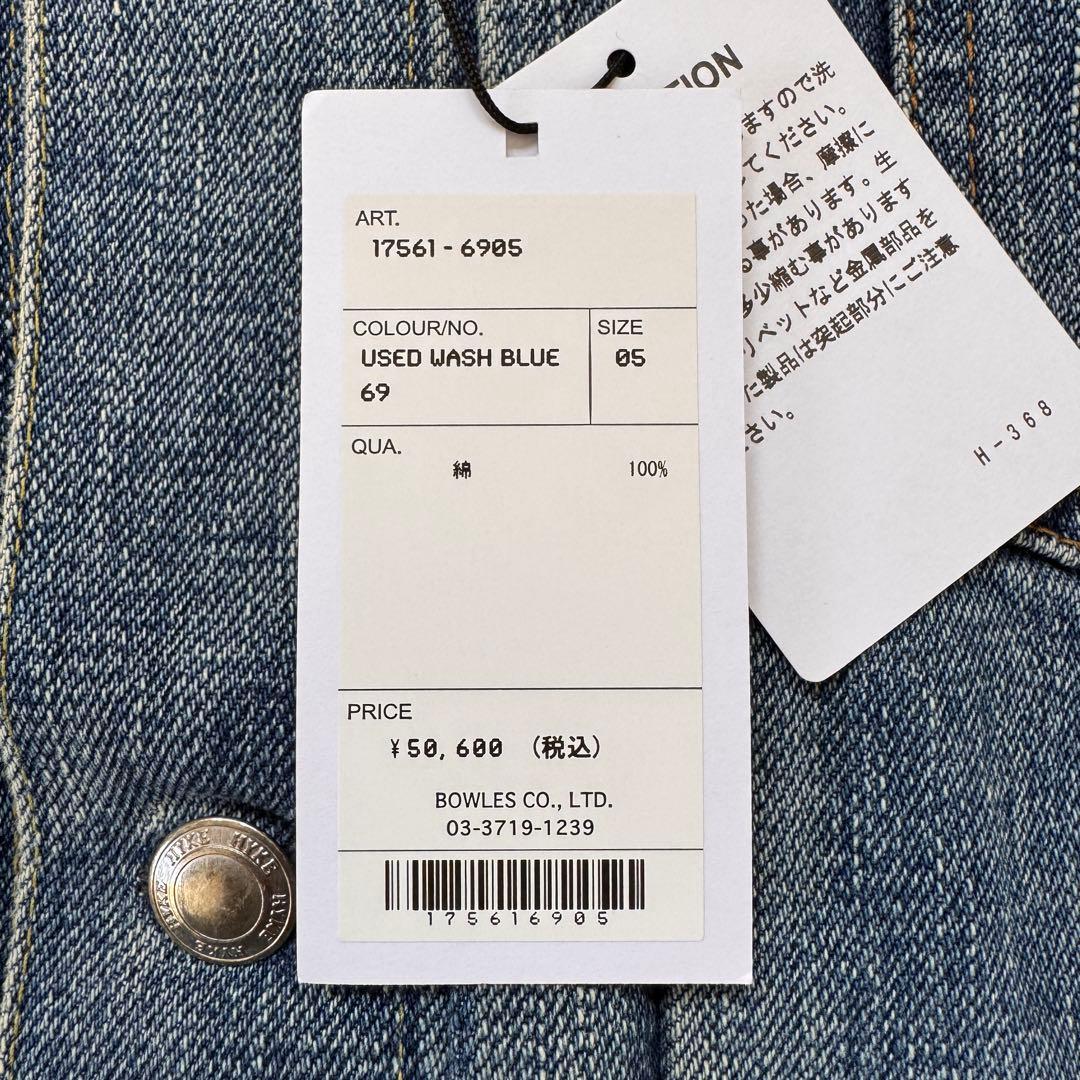 ART.
17561 - 6905
COLOUR/NO.
USED WASH BLUE
69
SIZE
05
QUA.
綿 100%
PRICE
¥50,600 (税込)
BOWLES CO., LTD.
03-3719-1239
175616905
TION
ますので洗
てください。
た場合、摩擦に
る事があります。生
多少縮む事があります
リベットなど金属部品を
た製品は突起部分にご注意
さい。
H-368
HYKE HYKE HYKE HYKE HYKE